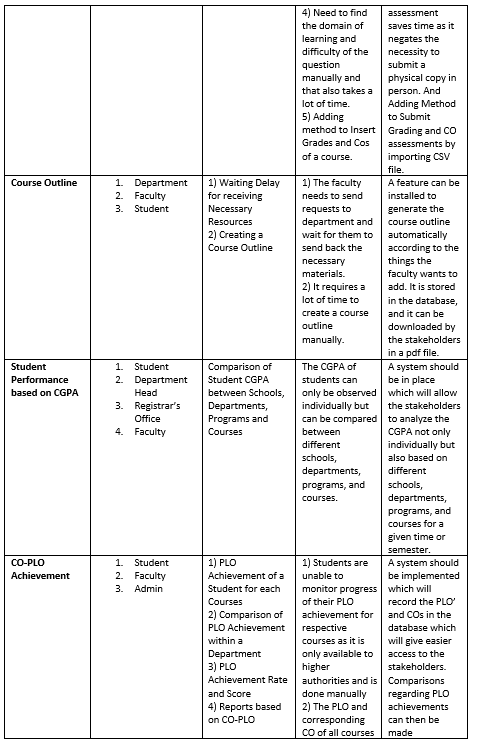 4) Need to find
the domain of
learning and
difficulty of the
question
manually and
that also takes a
lot of time.
5) Adding
method to Insert
Grades and Cos
of a course.
assessment
saves time as it
negates the
necessity to
submit a
physical copy in
person. And
Adding Method
to Submit
Grading and CO
assessments by
importing CSV
file.
Course Outline
1. Department
2. Faculty
3. Student
1) Waiting Delay
for receiving
Necessary
Resources
2) Creating a
Course Outline
1) The faculty
needs to send
requests to
department and
wait for them to
send back the
necessary
materials.
2) It requires a
lot of time to
create a course
outline
manually.
A feature can be
installed to
generate the
course outline
automatically
according to the
things the
faculty wants to
add. It is stored
in the database,
and it can be
downloaded by
the stakeholders
in a pdf file.
Student
Performance
based on CGPA
1. Student
2. Department
Head
3. Registrar's
Office
4. Faculty
Comparison of
Student CGPA
between Schools,
Departments,
Programs and
Courses
The CGPA of
students can
only be observed
individually but
can be compared
between
different
schools,
departments,
programs, and
courses.
A system should
be in place
which will allow
the stakeholders
to analyze the
CGPA not only
individually but
also based on
different
schools,
departments,
programs, and
courses for a
given time or
semester.
CO-PLO
Achievement
1. Student
2. Faculty
3. Admin
1) PLO
Achievement of a
Student for each
Courses
2) Comparison of
PLO Achievement
within a
Department
3) PLO
Achievement Rate
and Score
4) Reports based
on CO-PLO
1) Students are
unable to
monitor progress
of their PLO
achievement for
respective
courses as it is
only available to
higher
authorities and is
done manually
2) The PLO and
corresponding
CO of all courses
A system should
be implemented
which will
record the PLO'
and COs in the
database which
will give easier
access to the
stakeholders.
Comparisons
regarding PLO
achievements
can then be
made